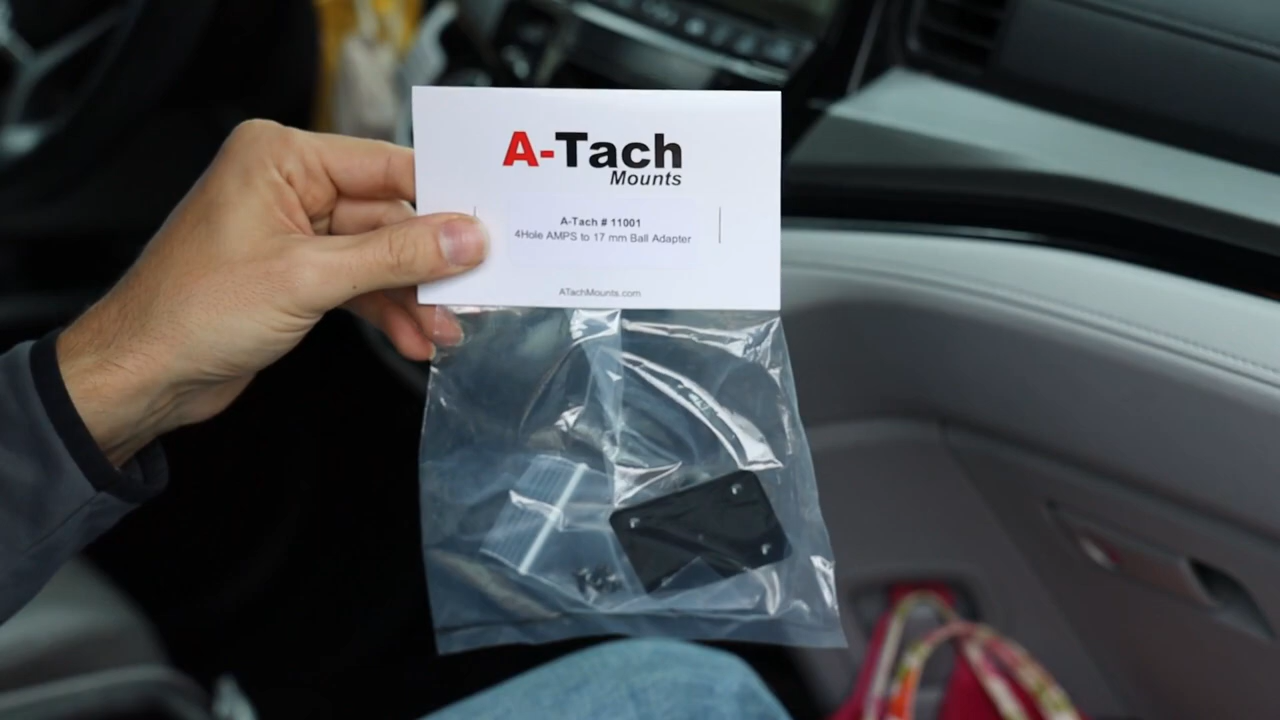 A-Tach
Mounts
A-Tach # 11001
4Hole AMPS to 17 mm Ball Adapter
ATachMounts.com